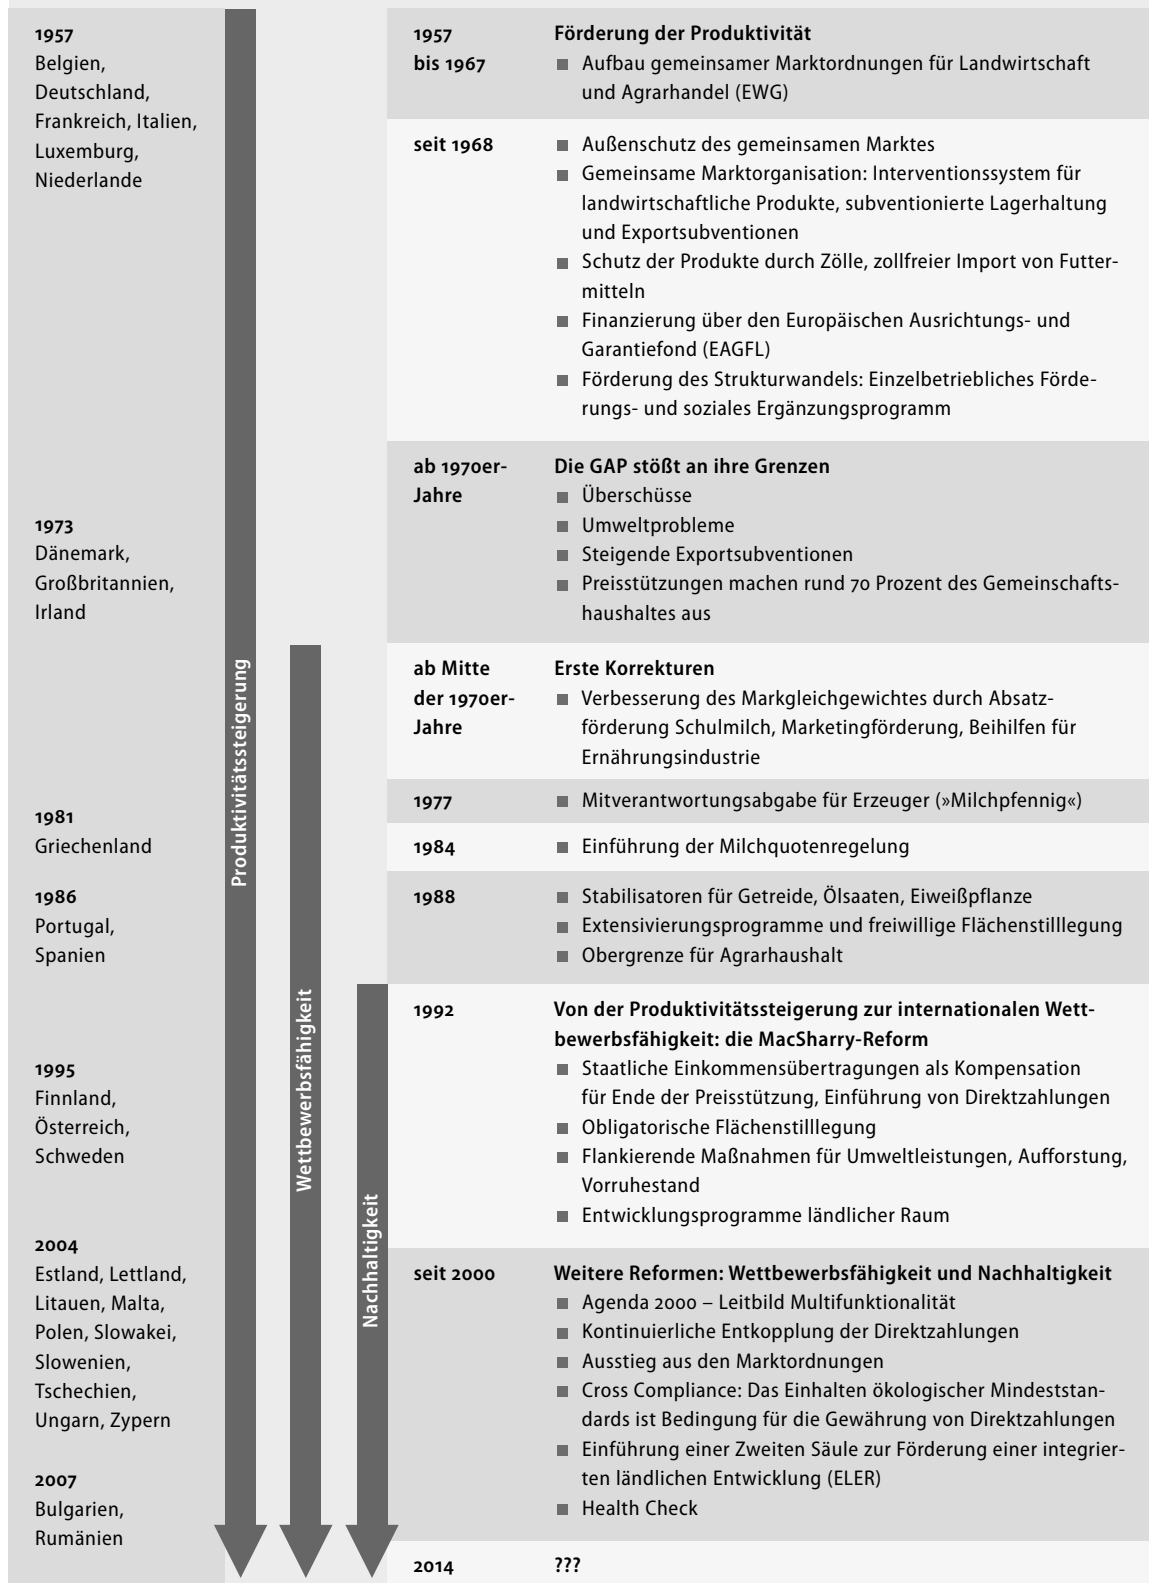 1957
Belgien,
Deutschland,
Frankreich, Italien,
Luxemburg,
Niederlande
1973
Dänemark,
Großbritannien,
Irland
1981
Griechenland
1986
Portugal,
Spanien
1995
Finnland,
Österreich,
Schweden
2004
Estland, Lettland,
Litauen, Malta,
Polen, Slowakei,
Slowenien,
Tschechien,
Ungarn, Zypern
2007
Bulgarien,
Rumänien
Produktivitätssteigerung
Wettbewerbsfähigkeit
Nachhaltigkeit
1957 Förderung der Produktivität
bis 1967 ■ Aufbau gemeinsamer Marktordnungen für Landwirtschaft
und Agrarhandel (EWG)
seit 1968 ■ Außenschutz des gemeinsamen Marktes
■ Gemeinsame Marktorganisation: Interventionssystem für
landwirtschaftliche Produkte, subventionierte Lagerhaltung
und Exportsubventionen
■ Schutz der Produkte durch Zölle, zollfreier Import von Futter-
mitteln
■ Finanzierung über den Europäischen Ausrichtungs- und
Garantiefond (EAGFL)
■ Förderung des Strukturwandels: Einzelbetriebliches Förde-
rungs- und soziales Ergänzungsprogramm
ab 1970er- Die GAP stößt an ihre Grenzen
Jahre ■ Überschüsse
■ Umweltprobleme
■ Steigende Exportsubventionen
■ Preisstützungen machen rund 70 Prozent des Gemeinschafts-
haushaltes aus
ab Mitte Erste Korrekturen
der 1970er- ■ Verbesserung des Markgleichgewichtes durch Absatz-
Jahre förderung Schulmilch, Marketingförderung, Beihilfen für
Ernährungsindustrie
1977 ■ Mitverantwortungsabgabe für Erzeuger (»Milchpfennig«)
1984 ■ Einführung der Milchquotenregelung
1988 ■ Stabilisatoren für Getreide, Ölsaaten, Eiweißpflanze
■ Extensivierungsprogramme und freiwillige Flächenstilllegung
■ Obergrenze für Agrarhaushalt
1992 Von der Produktivitätssteigerung zur internationalen Wett-
bewerbsfähigkeit: die MacSharry-Reform
■ Staatliche Einkommensübertragungen als Kompensation
für Ende der Preisstützung, Einführung von Direktzahlungen
■ Obligatorische Flächenstilllegung
■ Flankierende Maßnahmen für Umweltleistungen, Aufforstung,
Vorruhestand
■ Entwicklungsprogramme ländlicher Raum
seit 2000 Weitere Reformen: Wettbewerbsfähigkeit und Nachhaltigkeit
■ Agenda 2000 – Leitbild Multifunktionalität
■ Kontinuierliche Entkopplung der Direktzahlungen
■ Ausstieg aus den Marktordnungen
■ Cross Compliance: Das Einhalten ökologischer Mindeststan-
dards ist Bedingung für die Gewährung von Direktzahlungen
■ Einführung einer Zweiten Säule zur Förderung einer integrier-
ten ländlichen Entwicklung (ELER)
■ Health Check
2014 ???